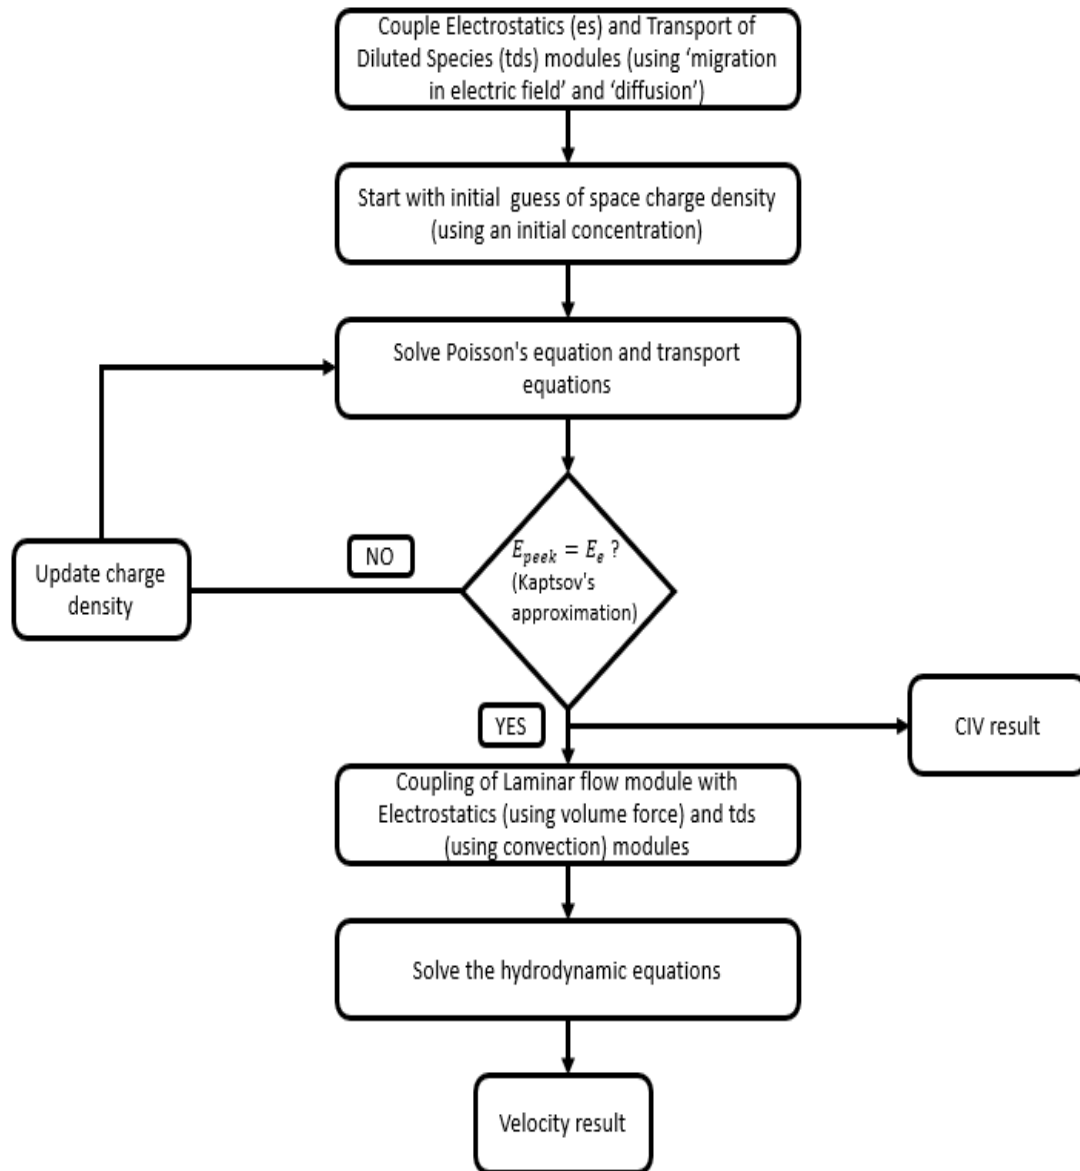 Couple Electrostatics (es) and Transport of
Diluted Species (tds) modules (using ‘migration
in electric field’ and ‘diffusion’)
Start with initial guess of space charge density
(using an initial concentration)
Solve Poisson's equation and transport
equations
E_peek = E_e ?
(Kaptsov's
approximation)
NO
Update charge
density
YES
CIV result
Coupling of Laminar flow module with
Electrostatics (using volume force) and tds
(using convection) modules
Solve the hydrodynamic equations
Velocity result